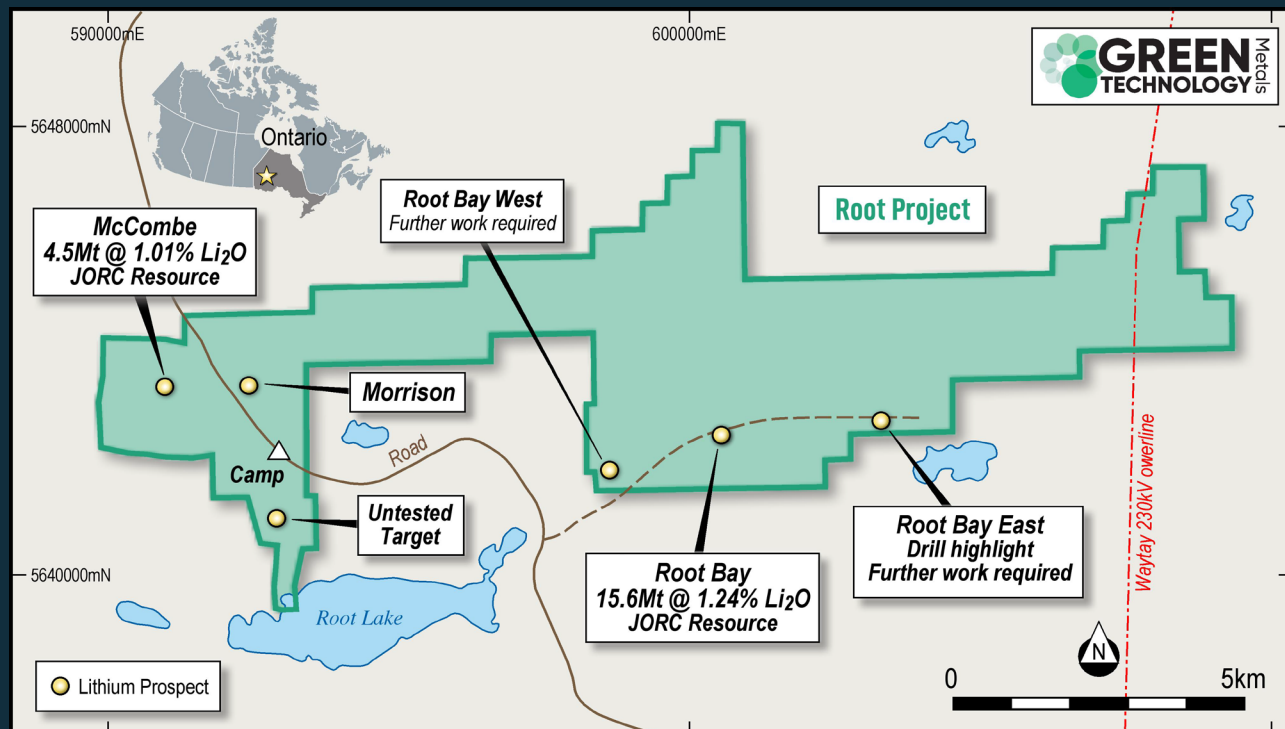 590000mE
600000mE
GREEN
TECHNOLOGY
Metals
5648000mN
Ontario
Root Bay West
Further work required
Root Project
McCombe
4.5Mt @ 1.01% Li₂O
JORC Resource
Morrison
Road
Camp
Untested
Target
Waytay 230kV owerline
Root Bay East
Drill highlight
Further work required
Root Bay
15.6Mt @ 1.24% Li₂O
JORC Resource
5640000mN
Root Lake
N
Lithium Prospect
0
5km